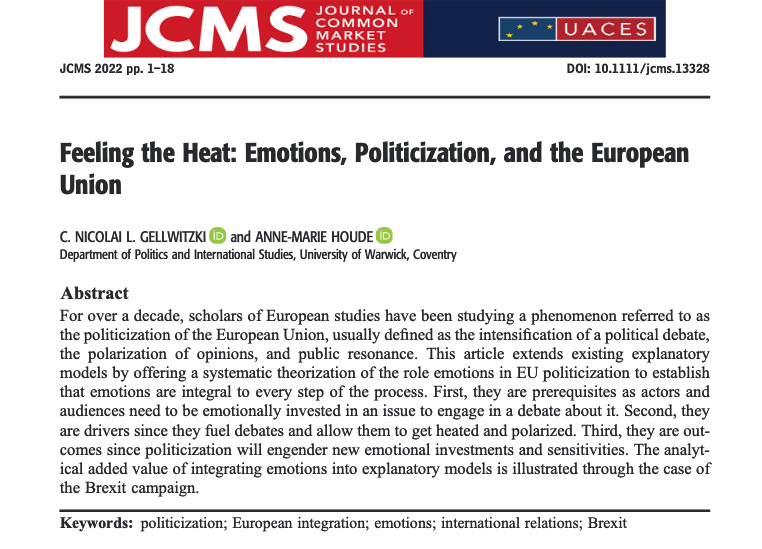 JCMS JOURNAL OF
COMMON
MARKET
STUDIES
UACES
JCMS 2022 pp. 1–18 DOI: 10.1111/jcms.13328
Feeling the Heat: Emotions, Politicization, and the European
Union
C. NICOLAI L. GELLWITZKI iD and ANNE-MARIE HOUDE iD
Department of Politics and International Studies, University of Warwick, Coventry
Abstract
For over a decade, scholars of European studies have been studying a phenomenon referred to as
the politicization of the European Union, usually defined as the intensification of a political debate,
the polarization of opinions, and public resonance. This article extends existing explanatory
models by offering a systematic theorization of the role emotions in EU politicization to establish
that emotions are integral to every step of the process. First, they are prerequisites as actors and
audiences need to be emotionally invested in an issue to engage in a debate about it. Second, they
are drivers since they fuel debates and allow them to get heated and polarized. Third, they are out-
comes since politicization will engender new emotional investments and sensitivities. The analyt-
ical added value of integrating emotions into explanatory models is illustrated through the case of
the Brexit campaign.
Keywords: politicization; European integration; emotions; international relations; Brexit